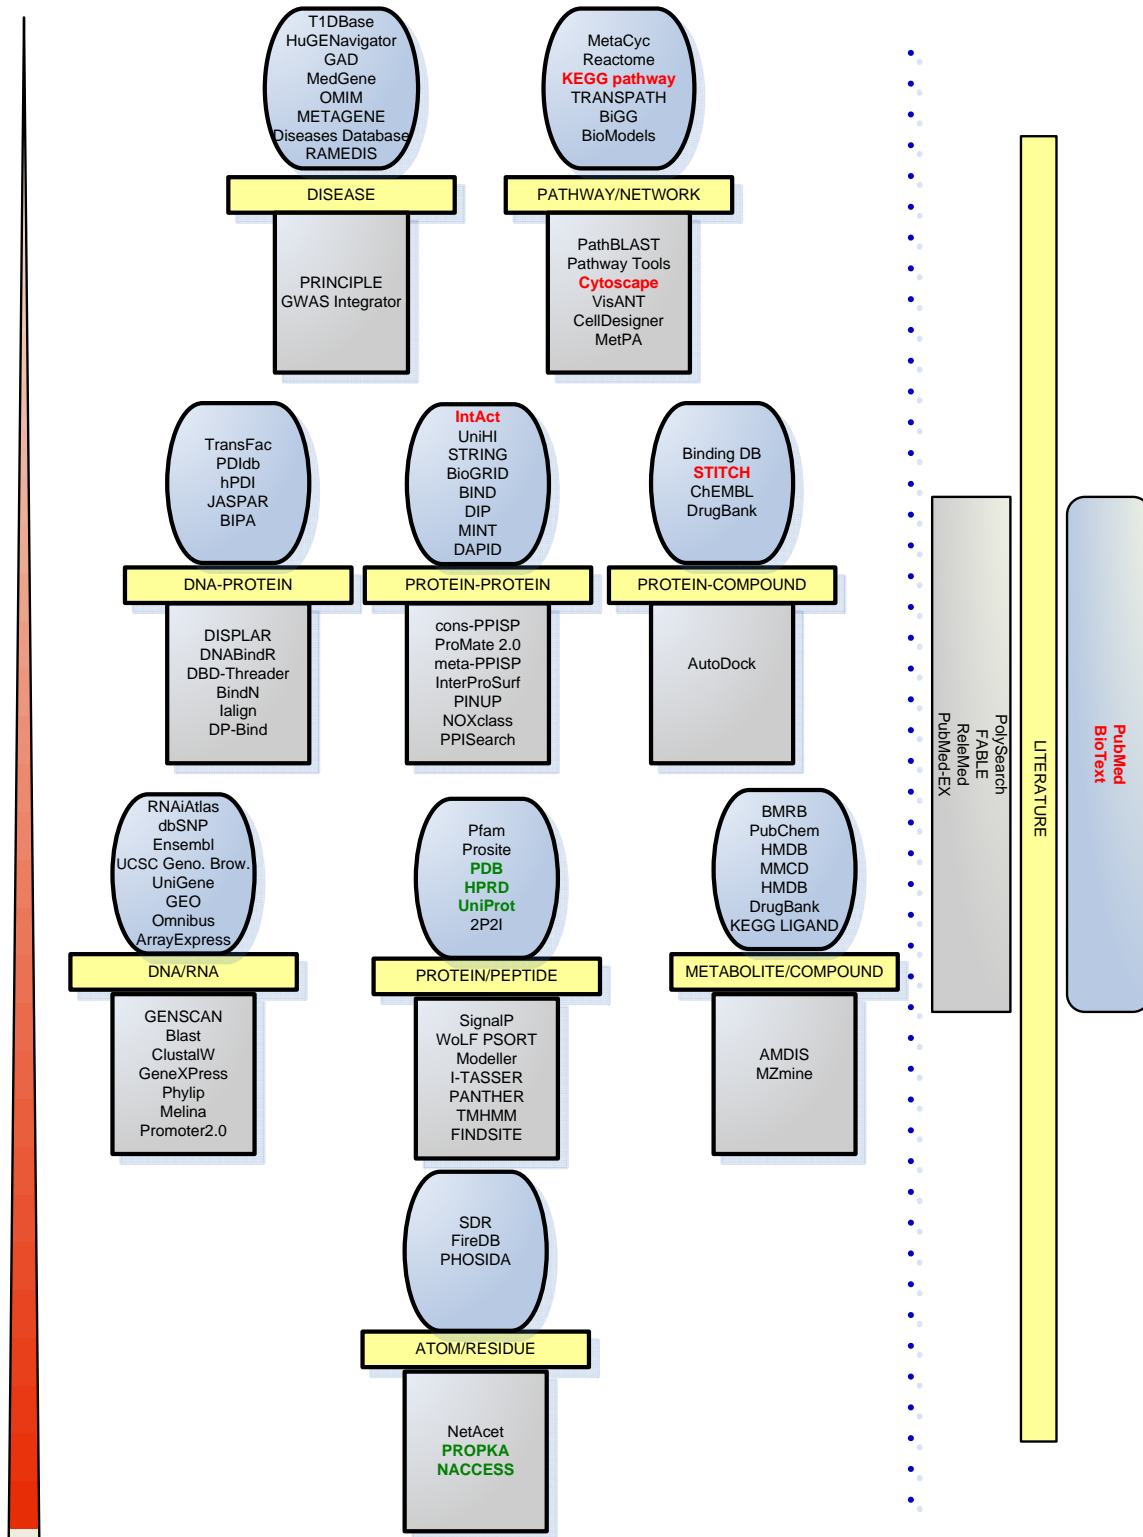 T1DBase
HuGENavigator
GAD
MedGene
OMIM
METAGENE
Diseases Database
RAMEDIS
DISEASE
PRINCIPLE
GWAS Integrator
MetaCyc
Reactome
KEGG pathway
TRANSPATH
BiGG
BioModels
PATHWAY/NETWORK
PathBLAST
Pathway Tools
Cytoscape
VisANT
CellDesigner
MetPA
TransFac
PDIdb
hPDI
JASPAR
BIPA
DNA-PROTEIN
DISPLAR
DNABindR
DBD-Threader
BindN
Ialign
DP-Bind
IntAct
UniHI
STRING
BioGRID
BIND
DIP
MINT
DAPID
PROTEIN-PROTEIN
cons-PPISP
ProMate 2.0
meta-PPISP
InterProSurf
PINUP
NOXclass
PPISearch
Binding DB
STITCH
ChEMBL
DrugBank
PROTEIN-COMPOUND
AutoDock
RNAiAtlas
dbSNP
Ensembl
UCSC Geno. Brow.
UniGene
GEO
Omnibus
ArrayExpress
DNA/RNA
GENSCAN
Blast
ClustalW
GeneXPress
Phylip
Melina
Promoter2.0
Pfam
Prosite
PDB
HPRD
UniProt
2P2I
PROTEIN/PEPTIDE
SignalP
WoLF PSORT
Modeller
I-TASSER
PANTHER
TMHMM
FINDSITE
BMRB
PubChem
HMDB
MMCD
HMDB
DrugBank
KEGG LIGAND
METABOLITE/COMPOUND
AMDIS
MZmine
SDR
FireDB
PHOSIDA
ATOM/RESIDUE
NetAcet
PROPKA
NACCESS
PubMed
BioText
LITERATURE
PolySearch
FABLE
ReleMed
PubMed-EX